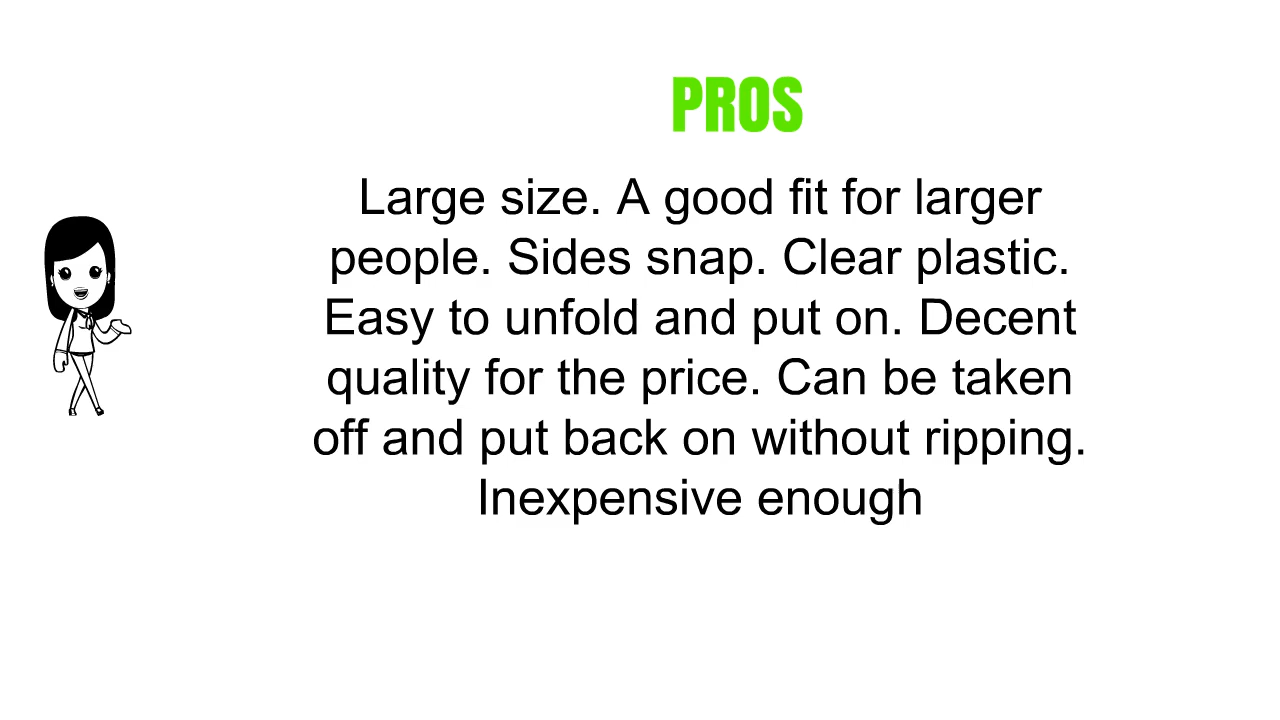 PROS
Large size. A good fit for larger
people. Sides snap. Clear plastic.
Easy to unfold and put on. Decent
quality for the price. Can be taken
off and put back on without ripping.
Inexpensive enough